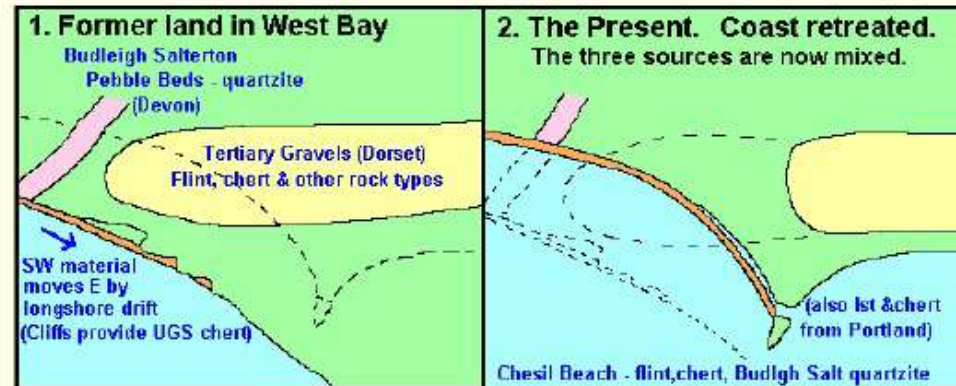 1. Former land in West Bay
Budleigh Salterton
Pebble Beds - quartzite
(Devon)
Tertiary Gravels (Dorset)
Flint, chert & other rock types
SW material
moves E by
longshore drift
(Cliffs provide UGS chert)
2. The Present. Coast retreated.
The three sources are now mixed.
(also lst &chert
from Portland)
Chesil Beach - flint,chert, Budlgh Salt quartzite